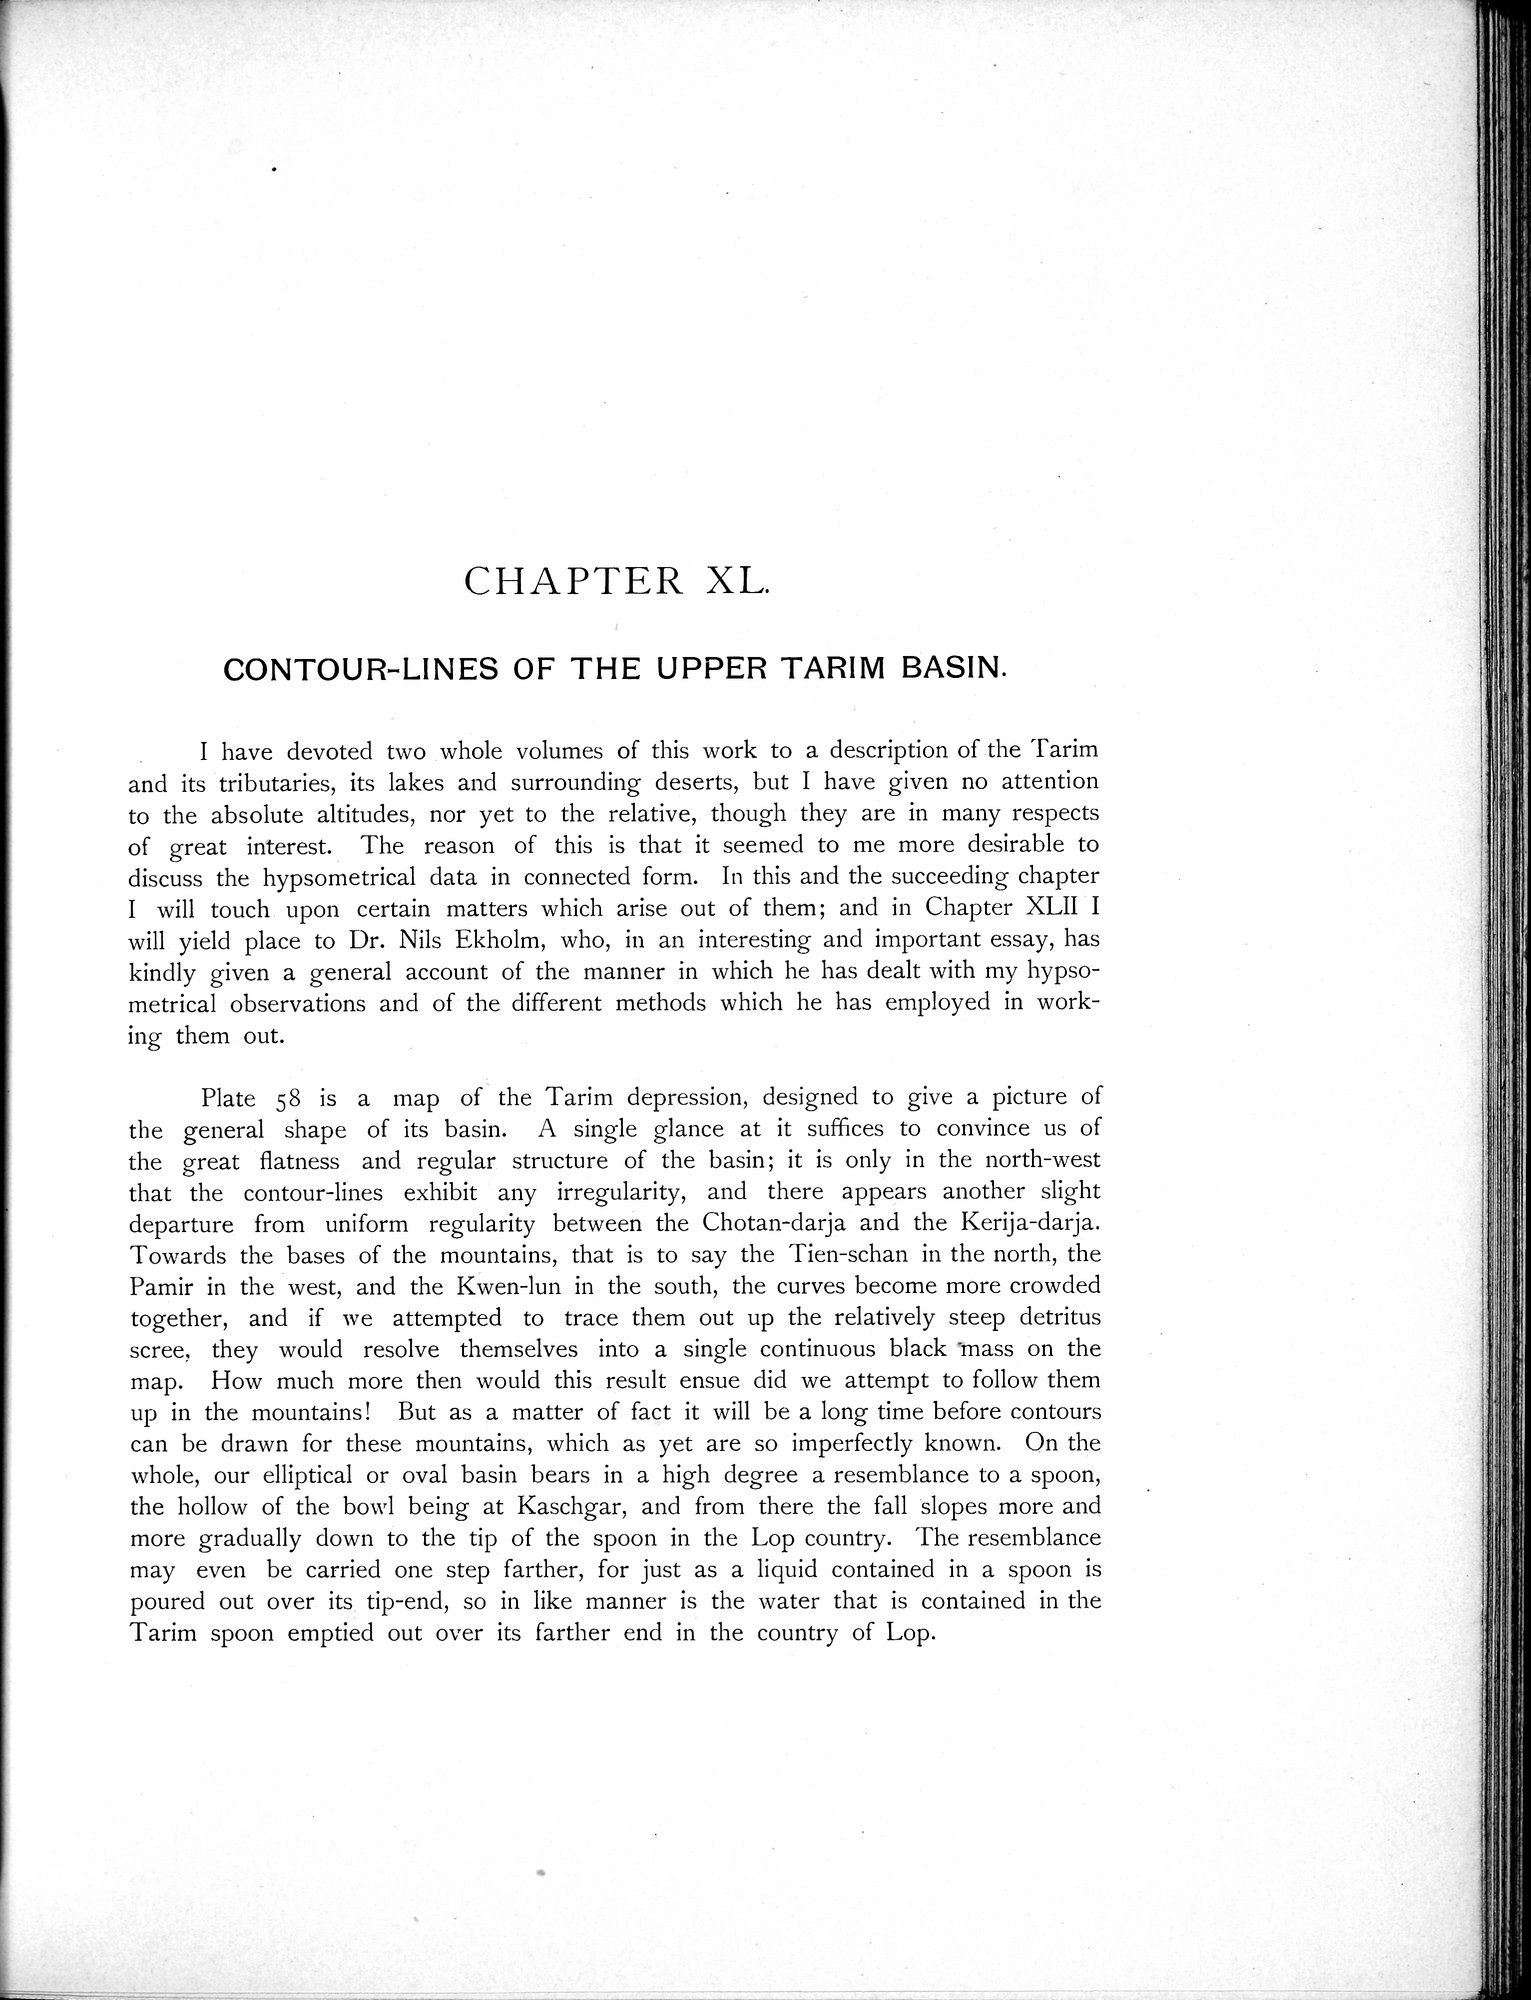 CHAPTER XL.
CONTOUR-LINES OF THE UPPER TARIM BASIN.
I have devoted two whole volumes of this work to a description of the Tarim
and its tributaries, its lakes and surrounding deserts, but I have given no attention
to the absolute altitudes, nor yet to the relative, though they are in many respects
of great interest. The reason of this is that it seemed to me more desirable to
discuss the hypsometrical data in connected form. In this and the succeeding chapter
I will touch upon certain matters which arise out of them; and in Chapter XLII I
will yield place to Dr. Nils Ekholm, who, in an interesting and important essay, has
kindly given a general account of the manner in which he has dealt with my hypso-
metrical observations and of the different methods which he has employed in work-
ing them out.
Plate 58 is a map of the Tarim depression, designed to give a picture of
the general shape of its basin. A single glance at it suffices to convince us of
the great flatness and regular structure of the basin; it is only in the north-west
that the contour-lines exhibit any irregularity, and there appears another slight
departure from uniform regularity between the Chotan-darja and the Kerija-darja.
Towards the bases of the mountains, that is to say the Tien-schan in the north, the
Pamir in the west, and the Kwen-lun in the south, the curves become more crowded
together, and if we attempted to trace them out up the relatively steep detritus
scree, they would resolve themselves into a single continuous black mass on the
map. How much more then would this result ensue did we attempt to follow them
up in the mountains! But as a matter of fact it will be a long time before contours
can be drawn for these mountains, which as yet are so imperfectly known. On the
whole, our elliptical or oval basin bears in a high degree a resemblance to a spoon,
the hollow of the bowl being at Kaschgar, and from there the fall slopes more and
more gradually down to the tip of the spoon in the Lop country. The resemblance
may even be carried one step farther, for just as a liquid contained in a spoon is
poured out over its tip-end, so in like manner is the water that is contained in the
Tarim spoon emptied out over its farther end in the country of Lop.